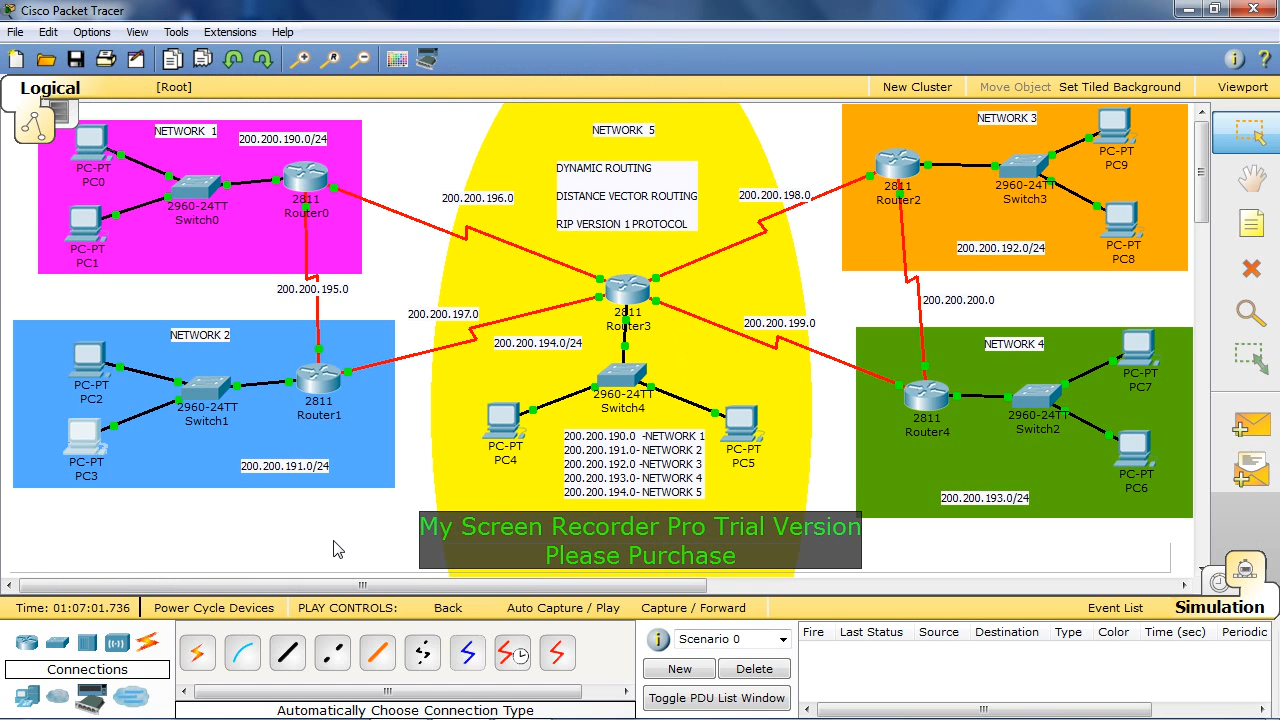 Cisco Packet Tracer
File Edit Options View Tools Extensions Help
Logical
[Root]
New Cluster
Move Object
Set Tiled Background
Viewport
NETWORK 1
200.200.190.0/24
PC-PT
PC0
PC-PT
PC1
2960-24TT
Switch0
2811
Router0
200.200.195.0
NETWORK 2
PC-PT
PC2
PC-PT
PC3
2960-24TT
Switch1
2811
Router1
200.200.191.0/24
NETWORK 5
DYNAMIC ROUTING
DISTANCE VECTOR ROUTING
RIP VERSION 1 PROTOCOL
200.200.196.0
200.200.198.0
200.200.197.0
200.200.199.0
2811
Router3
200.200.194.0/24
2960-24TT
Switch4
PC-PT
PC4
PC-PT
PC5
200.200.190.0 -NETWORK 1
200.200.191.0- NETWORK 2
200.200.192.0- NETWORK 3
200.200.193.0- NETWORK 4
200.200.194.0- NETWORK 5
NETWORK 3
2811
Router2
2960-24TT
Switch3
PC-PT
PC9
PC-PT
PC8
200.200.192.0/24
200.200.200.0
NETWORK 4
2811
Router4
2960-24TT
Switch2
PC-PT
PC7
PC-PT
PC6
200.200.193.0/24
My Screen Recorder Pro Trial Version
Please Purchase
Time: 01:07:01.736
Power Cycle Devices
PLAY CONTROLS:
Back
Auto Capture / Play
Capture / Forward
Event List
Simulation
Connections
Automatically Choose Connection Type
Scenario 0
New
Delete
Toggle PDU List Window
Fire Last Status Source Destination Type Color Time (sec) Periodic